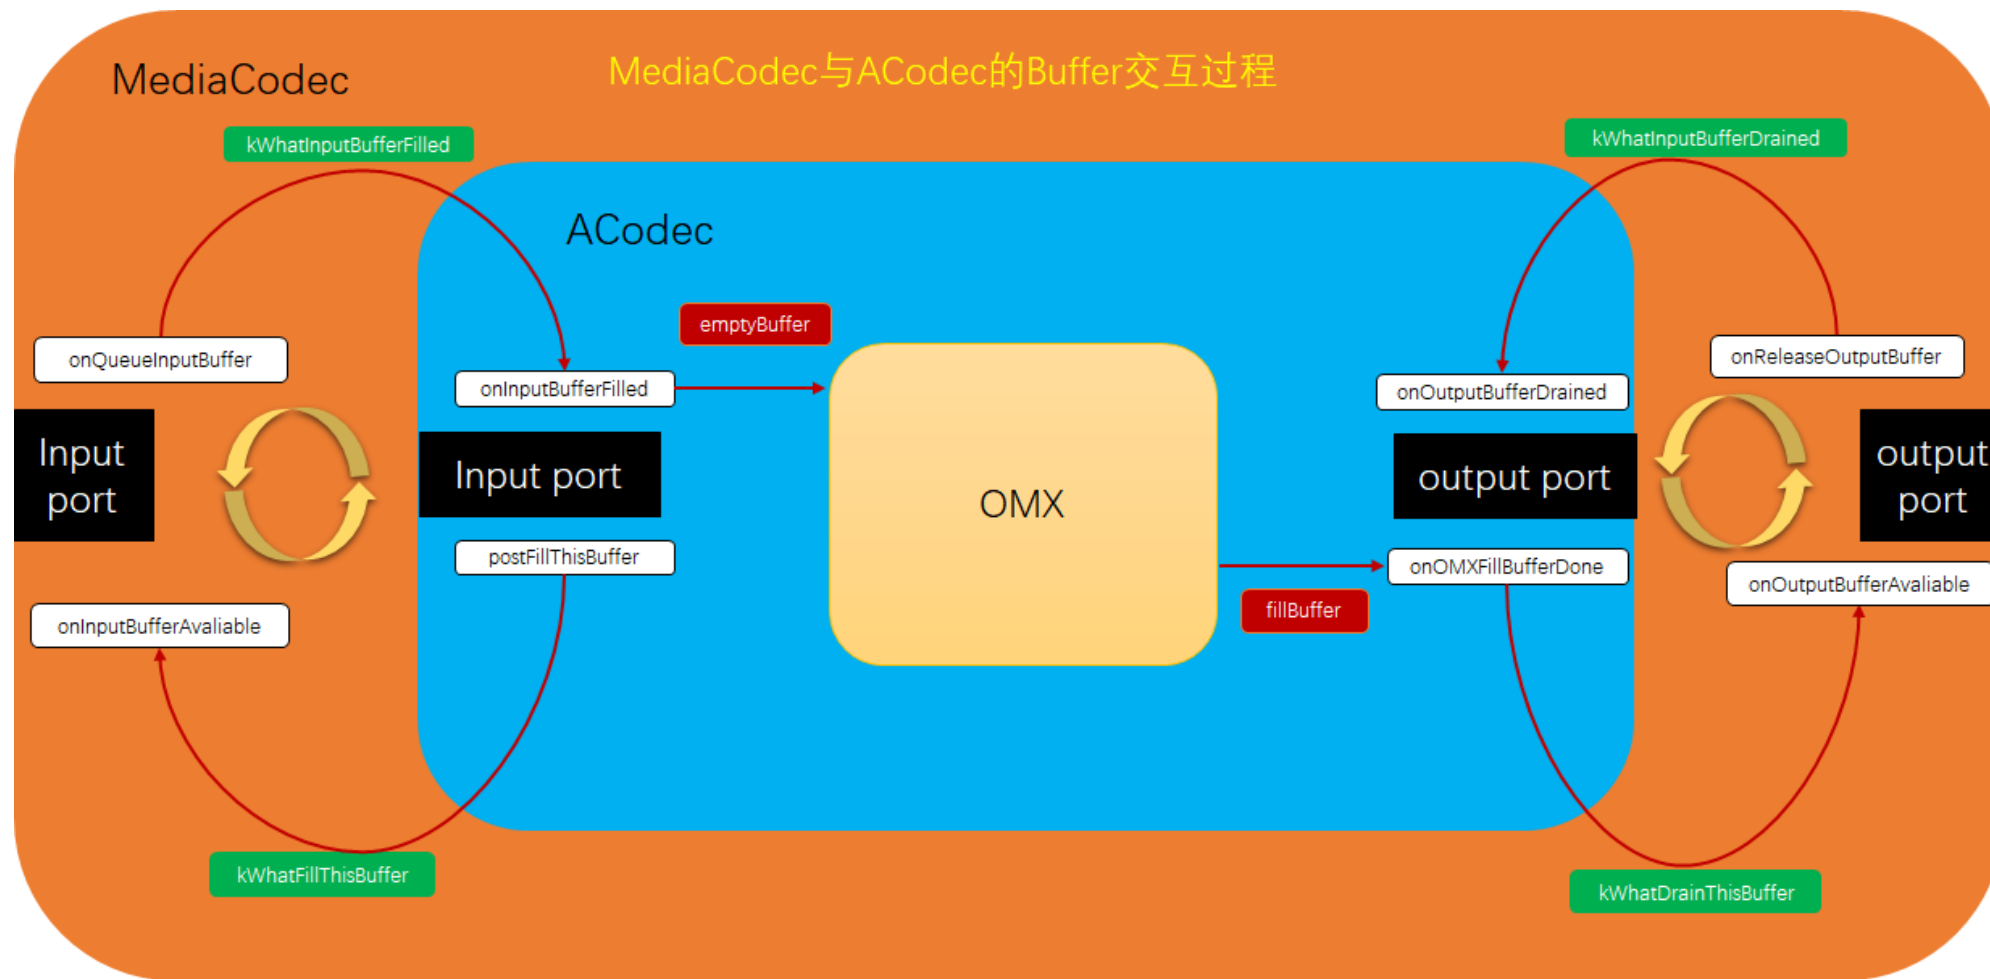 MediaCodec
MediaCodec与ACodec的Buffer交互过程
kWhatInputBufferFilled
kWhatInputBufferDrained
ACodec
emptyBuffer
onQueueInputBuffer
onReleaseOutputBuffer
onInputBufferFilled
onOutputBufferDrained
Input
port
Input port
OMX
output port
output
port
postFillThisBuffer
onOMXFillBufferDone
onOutputBufferAvaliable
fillBuffer
onInputBufferAvaliable
kWhatFillThisBuffer
kWhatDrainThisBuffer